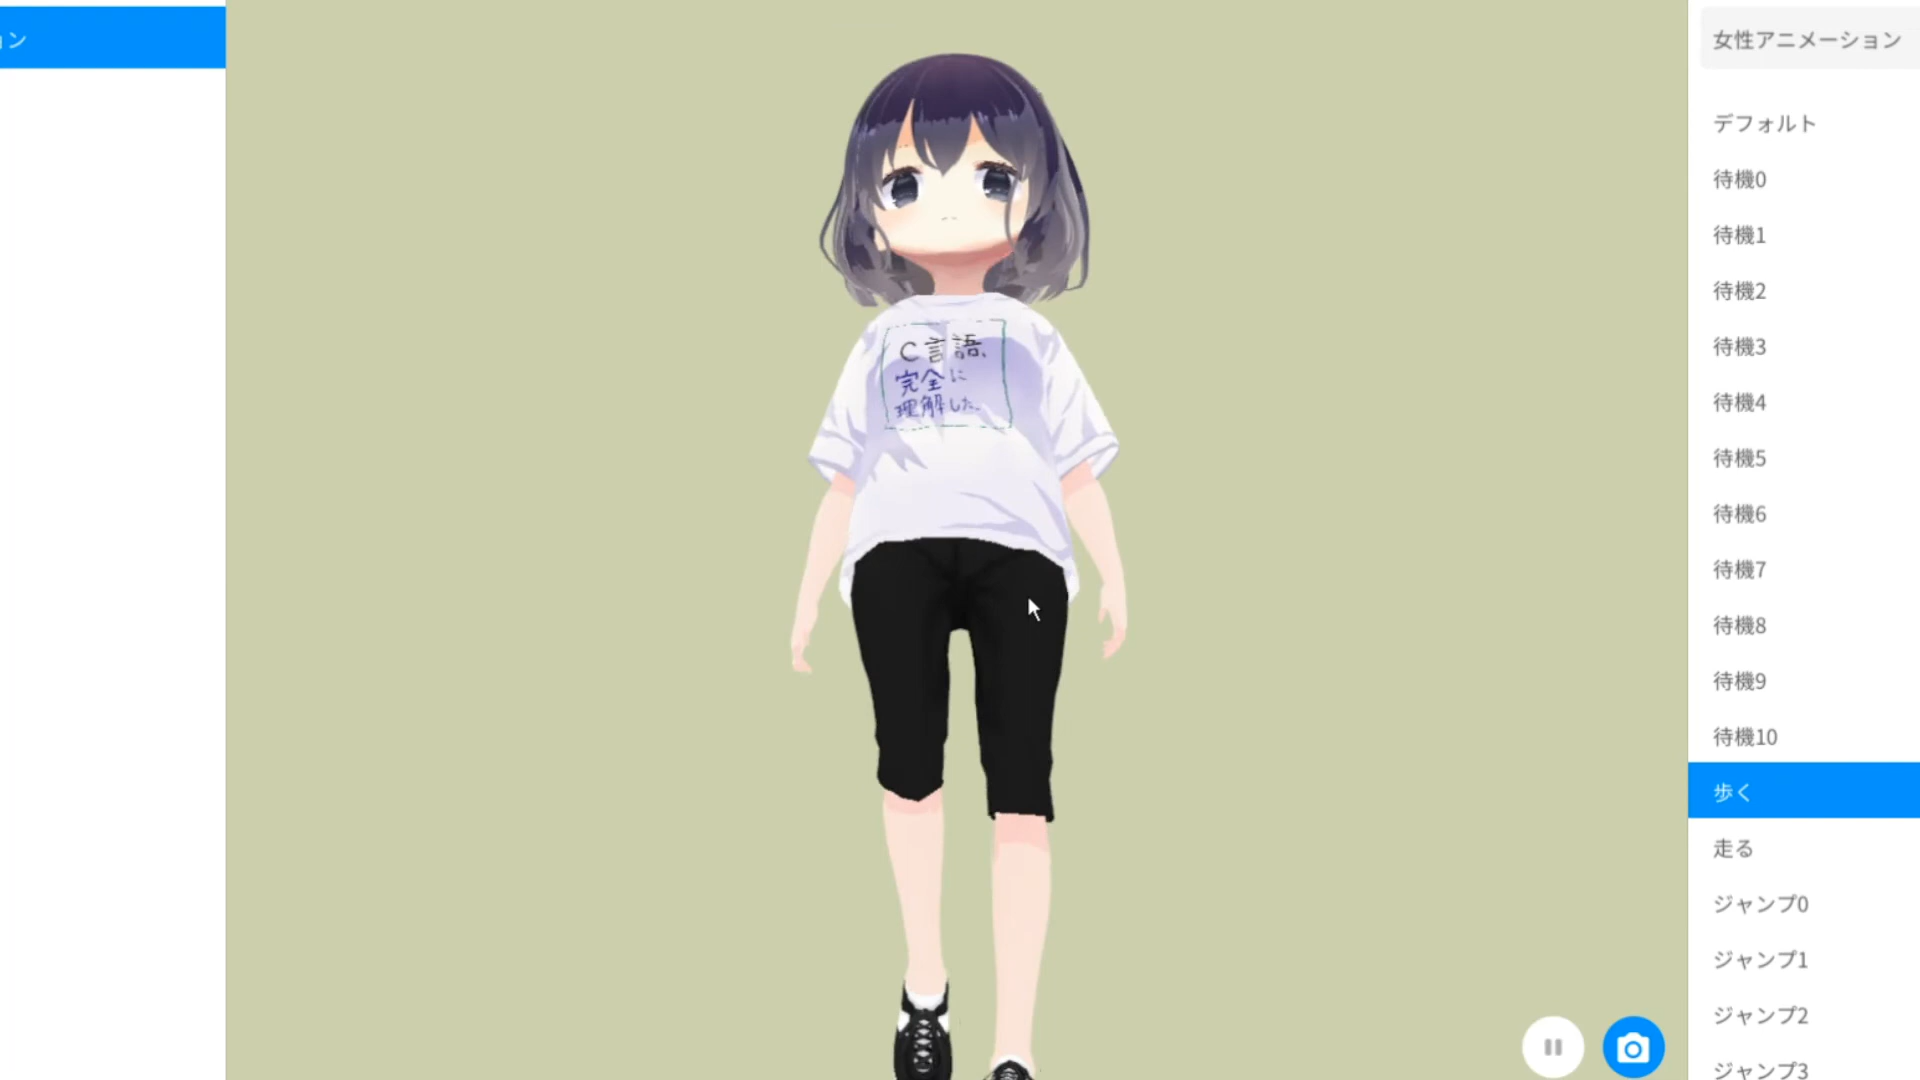 ョン
C言語、
完全に
理解した。
女性アニメーション
デフォルト
待機0
待機1
待機2
待機3
待機4
待機5
待機6
待機7
待機8
待機9
待機10
歩く
走る
ジャンプ0
ジャンプ1
ジャンプ2
ジャンプ3